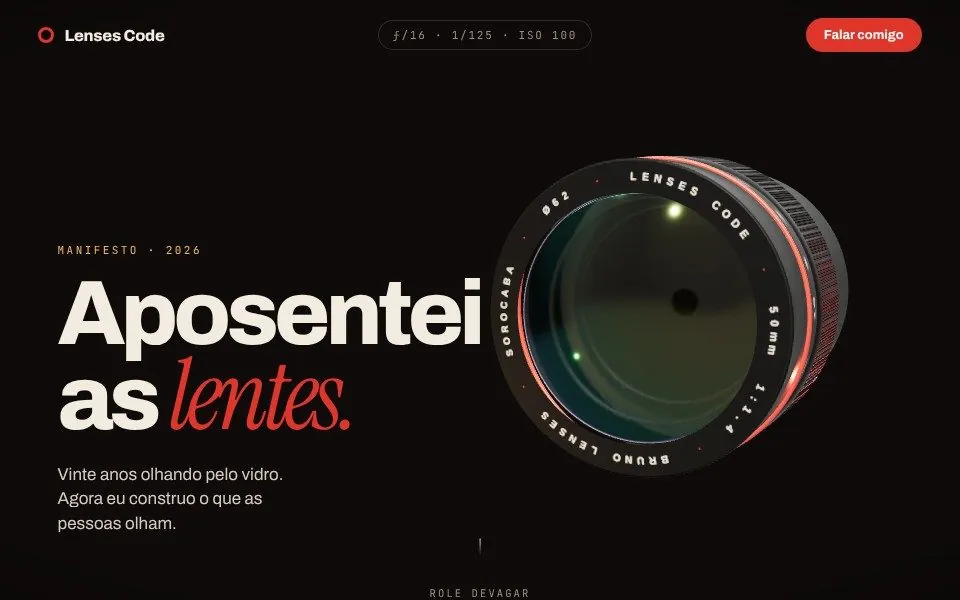 Lenses Code
ƒ/16 · 1/125 · ISO 100
Falar comigo
MANIFESTO · 2026
Aposentei
as lentes.
Vinte anos olhando pelo vidro.
Agora eu construo o que as
pessoas olham.
LENSES CODE · 50mm 1:1.4 · BRUNO LENSES · SOROCABA · Ø62 ·
ROLE DEVAGAR